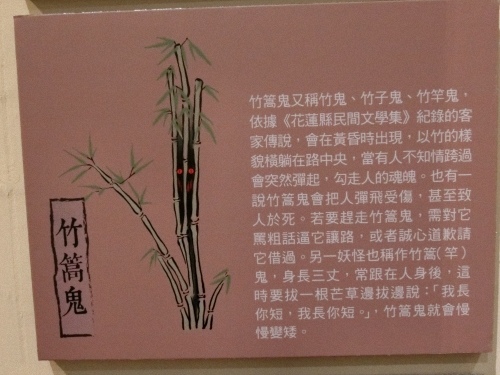 竹篙鬼又稱竹鬼、竹子鬼、竹竿鬼，
依據《花蓮縣民間文學集》紀錄的客
家傳說，會在黃昏時出現，以竹的樣
貌橫躺在路中央，當有人不知情跨過
會突然彈起，勾走人的魂魄。也有一
說竹篙鬼會把人彈飛受傷，甚至致
人於死。若要趕走竹篙鬼，需對它
罵粗話逼它讓路，或者誠心道歉請
它借過。另一妖怪也稱作竹篙(竿)
鬼，身長三丈，常跟在人身後，這
時要拔一根芒草邊拔邊說：「我長
你短，我長你短。」，竹篙鬼就會慢
慢變矮。
竹篙鬼